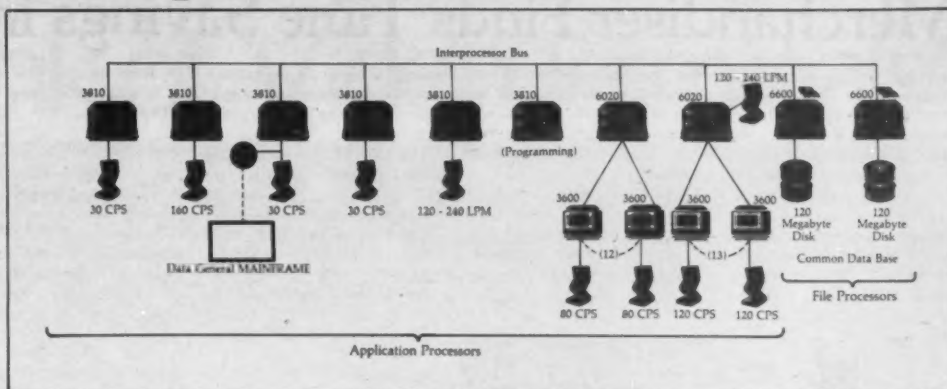 Interprocessor Bus
120 - 240 LPM
3810 3810 3810 3810 3810 3810 6020 6020 6600 6600
(Programming)
30 CPS 160 CPS 30 CPS 30 CPS 120 - 240 LPM
3600 3600 3600 3600
120 Megabyte Disk
120 Megabyte Disk
Data General MAINFRAME
(12) (13)
Common Data Base
80 CPS 80 CPS 120 CPS 120 CPS
File Processors
Application Processors